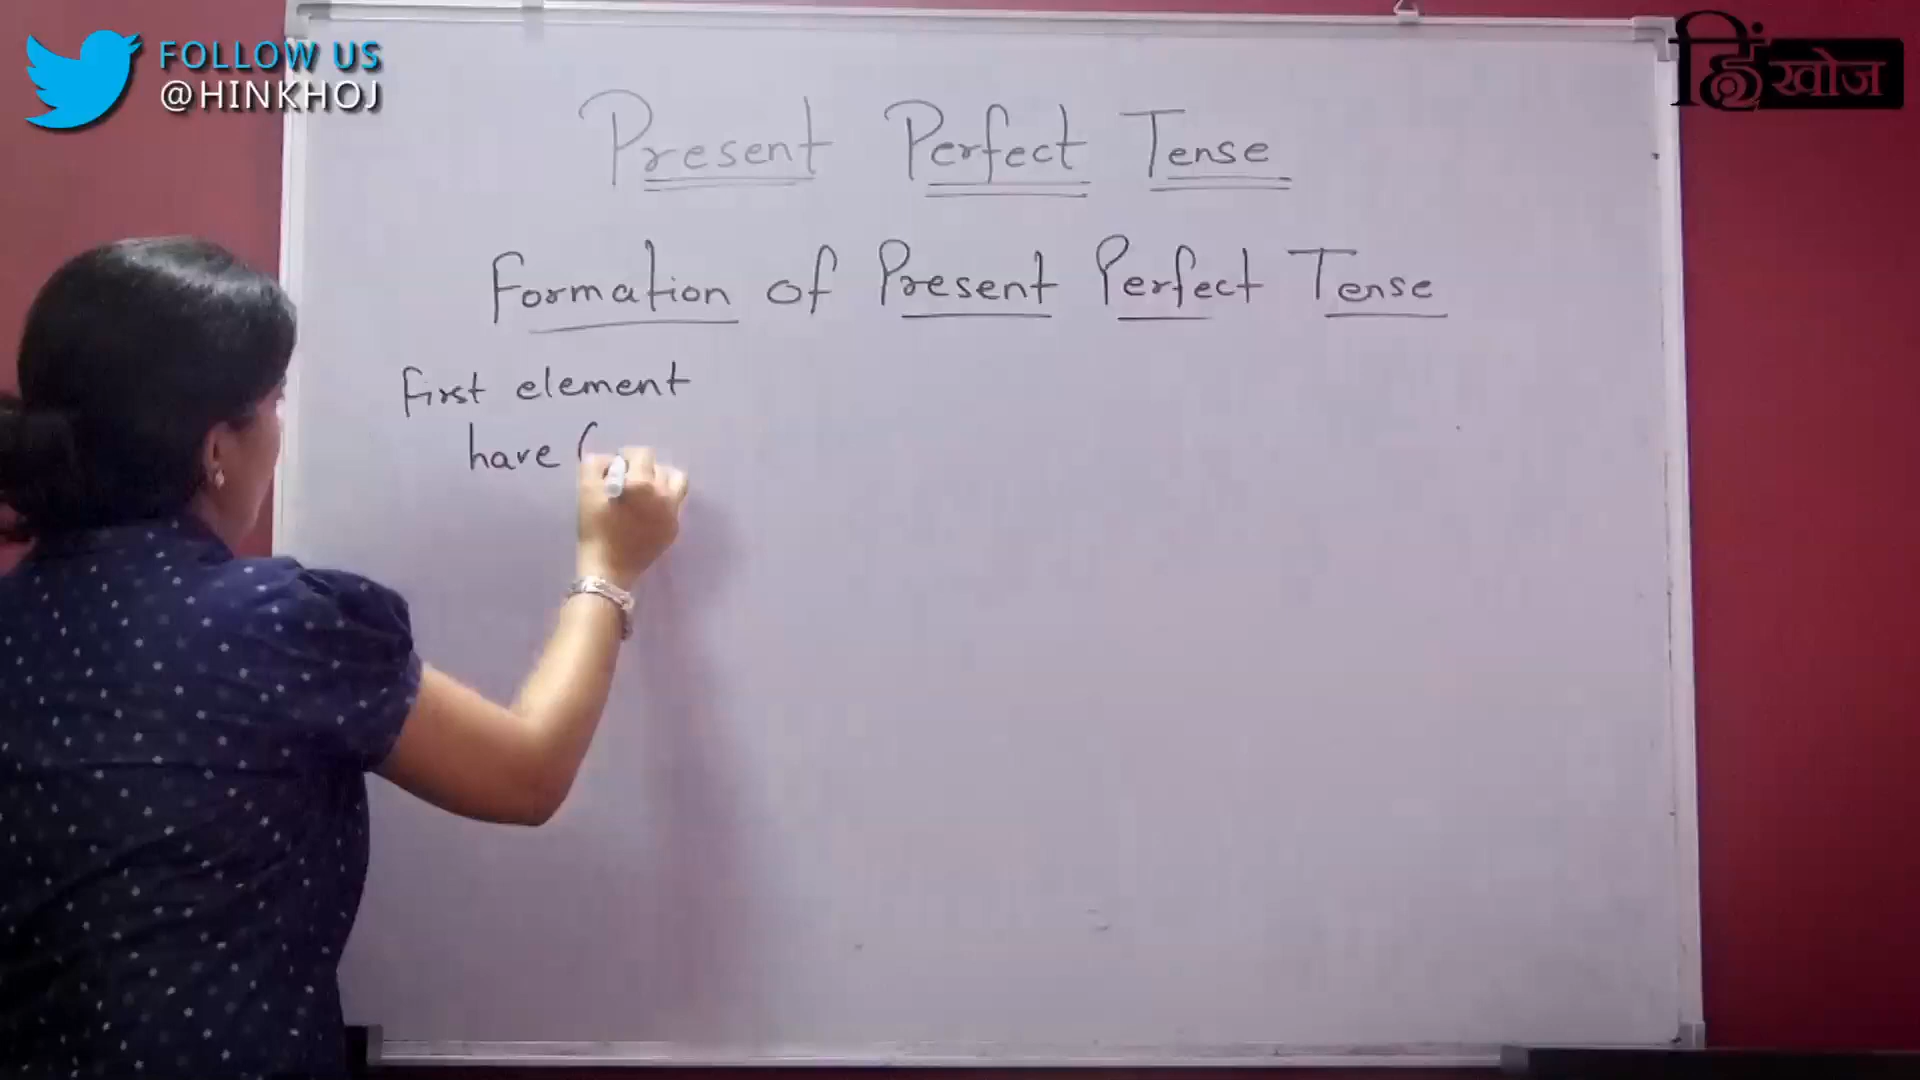 FOLLOW US
@HINKHOJ
हिंखोज
Present Perfect Tense
Formation of Present Perfect Tense
First element
have (